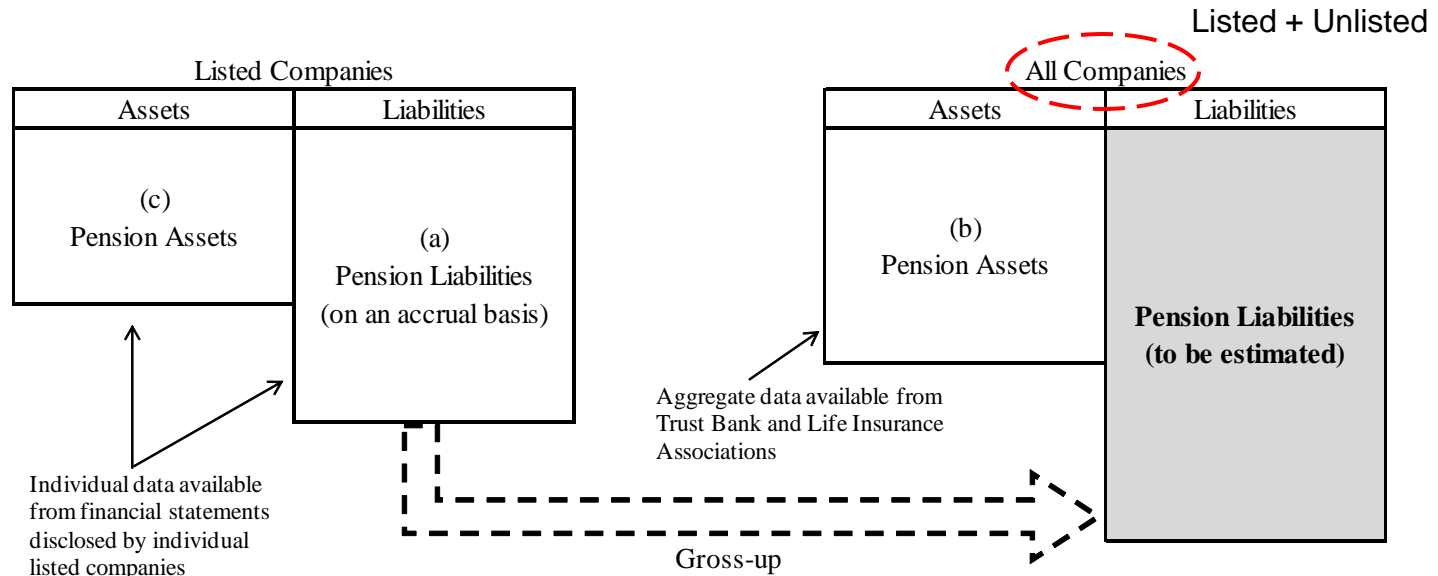 Listed + Unlisted
Listed Companies
All Companies
Assets
Liabilities
Assets
Liabilities
(c)
Pension Assets
(a)
Pension Liabilities
(on an accrual basis)
(b)
Pension Assets
Pension Liabilities
(to be estimated)
Aggregate data available from
Trust Bank and Life Insurance
Associations
Individual data available
from financial statements
disclosed by individual
listed companies
Gross-up